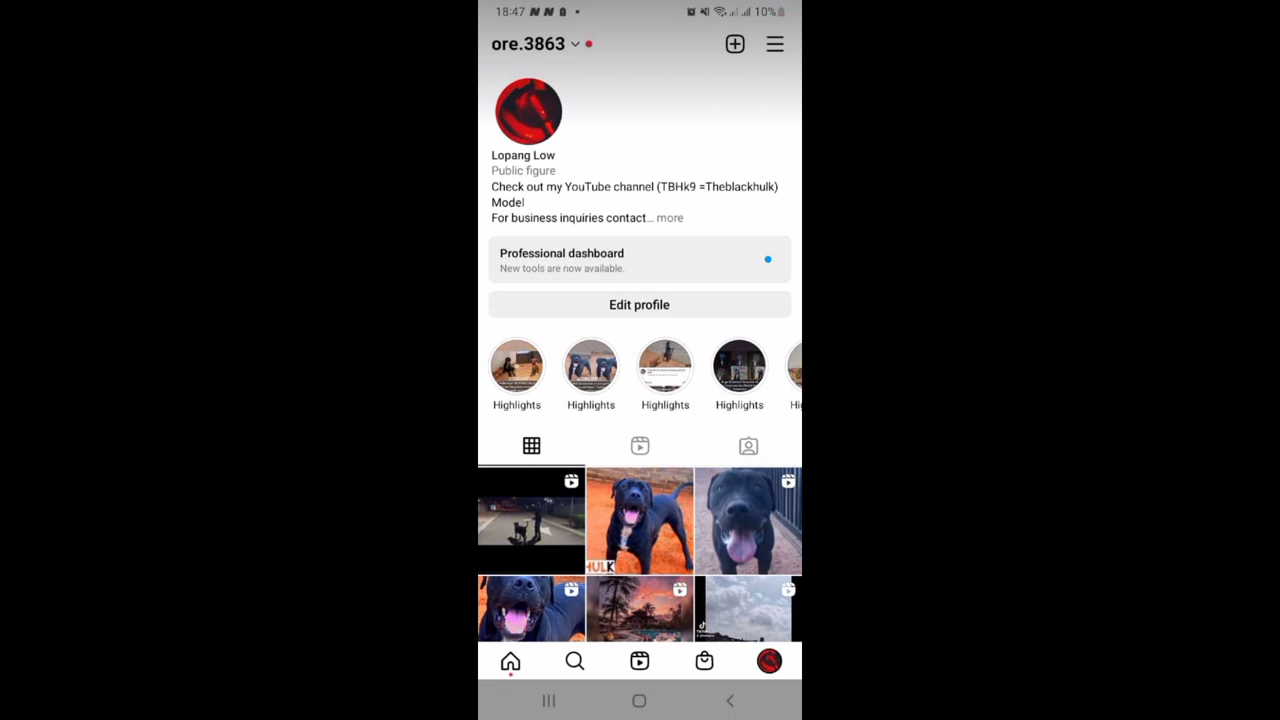 18:47
10%
ore.3863
Lopang Low
Public figure
Check out my YouTube channel (TBHk9 =Theblackhulk)
Model
For business inquiries contact... more
Professional dashboard
New tools are now available.
Edit profile
Highlights
Highlights
Highlights
Highlights
Hi
HULK